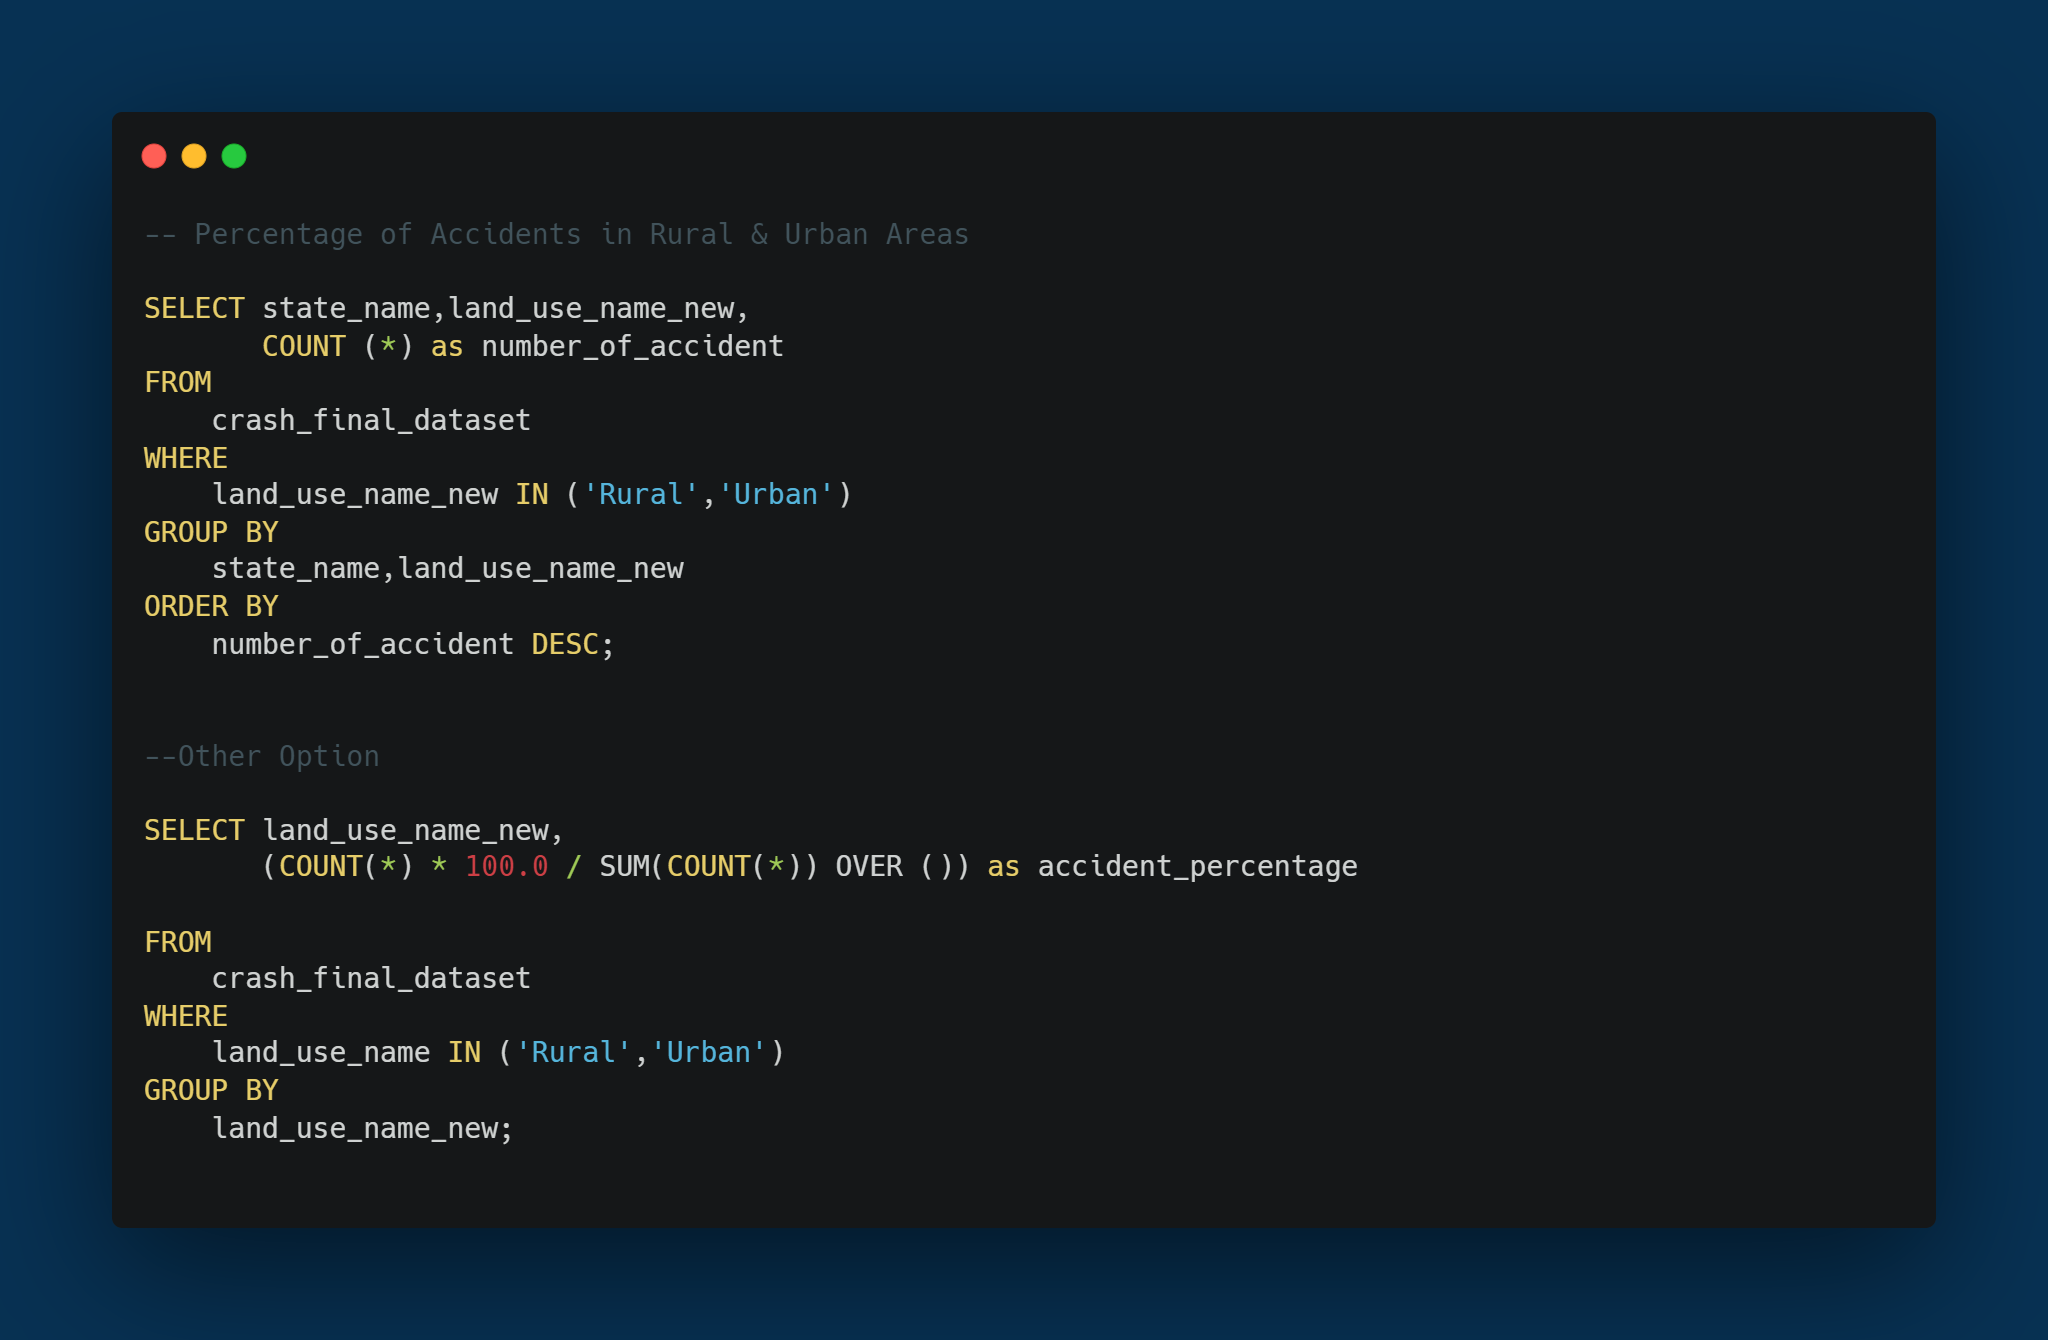 -- Percentage of Accidents in Rural & Urban Areas
SELECT state_name,land_use_name_new,
       COUNT (*) as number_of_accident
FROM
    crash_final_dataset
WHERE
    land_use_name_new IN ('Rural','Urban')
GROUP BY
    state_name,land_use_name_new
ORDER BY
    number_of_accident DESC;
--Other Option
SELECT land_use_name_new,
       (COUNT(*) * 100.0 / SUM(COUNT(*)) OVER ()) as accident_percentage
FROM
    crash_final_dataset
WHERE
    land_use_name IN ('Rural','Urban')
GROUP BY
    land_use_name_new;